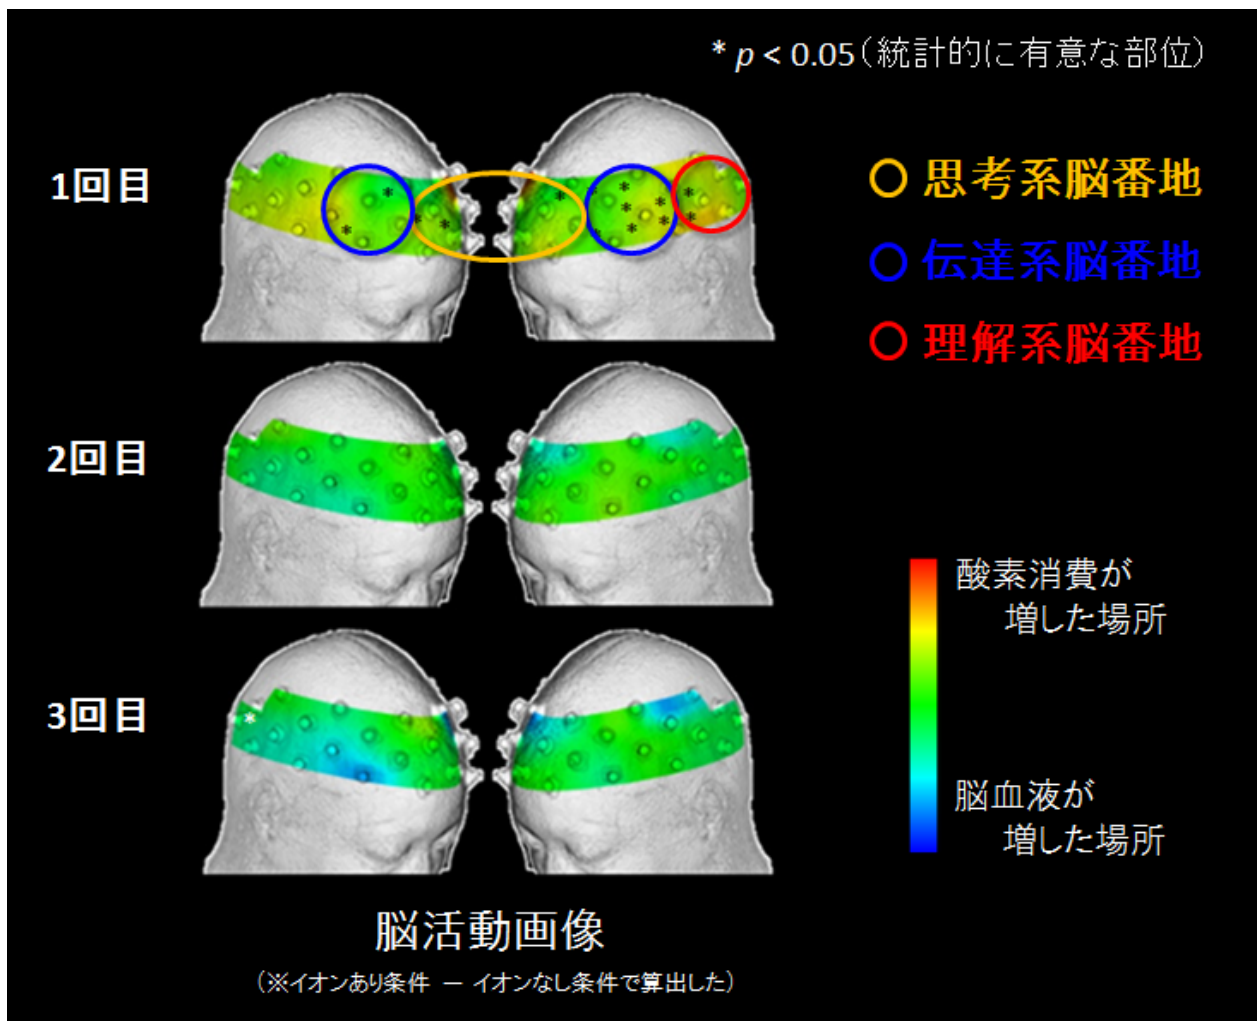 * p < 0.05（統計的に有意な部位）
1回目
○ 思考系脳番地
○ 伝達系脳番地
○ 理解系脳番地
2回目
酸素消費が
増した場所
3回目
脳血液が
増した場所
脳活動画像
（※イオンあり条件 － イオンなし条件で算出した）